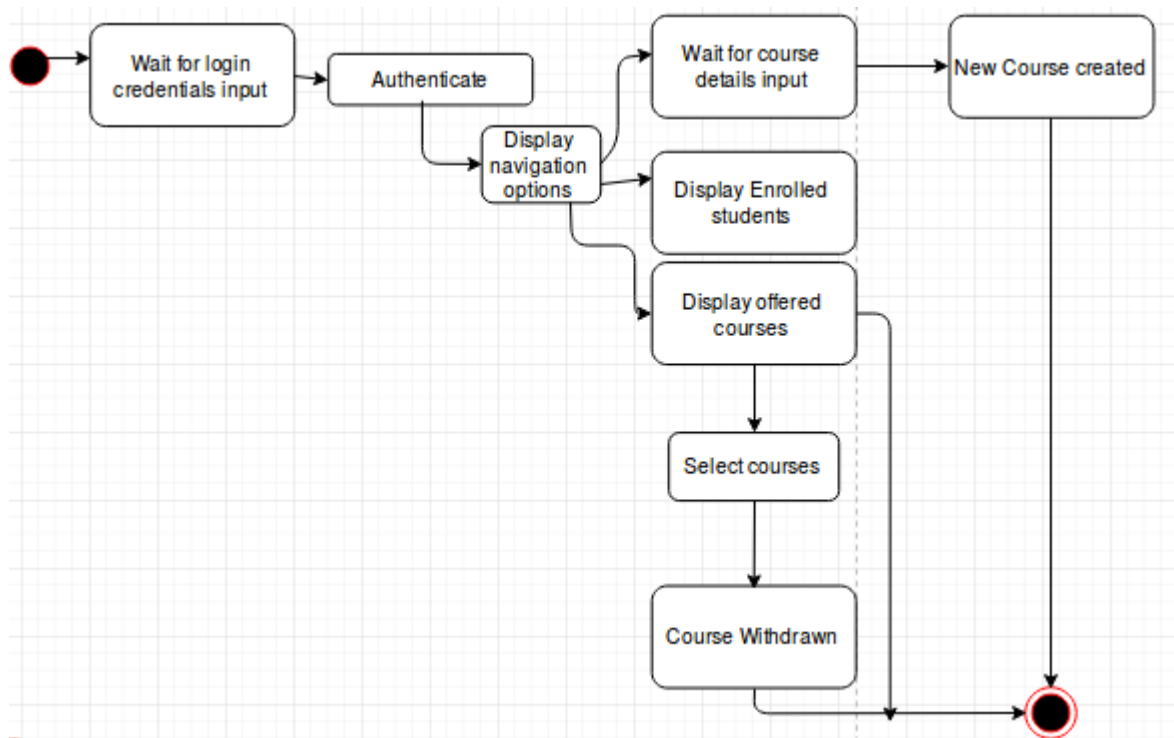 Wait for login
credentials input
Authenticate
Display
navigation
options
Wait for course
details input
New Course created
Display Enrolled
students
Display offered
courses
Select courses
Course Withdrawn